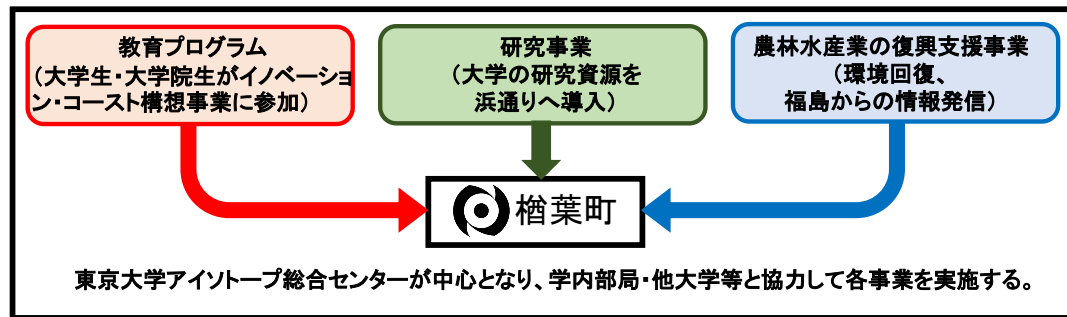 教育プログラム
（大学生・大学院生がイノベーショ
ン・コースト構想事業に参加）
研究事業
（大学の研究資源を
浜通りへ導入）
農林水産業の復興支援事業
（環境回復、
福島からの情報発信）
楢葉町
東京大学アイソトープ総合センターが中心となり、学内部局・他大学等と協力して各事業を実施する。